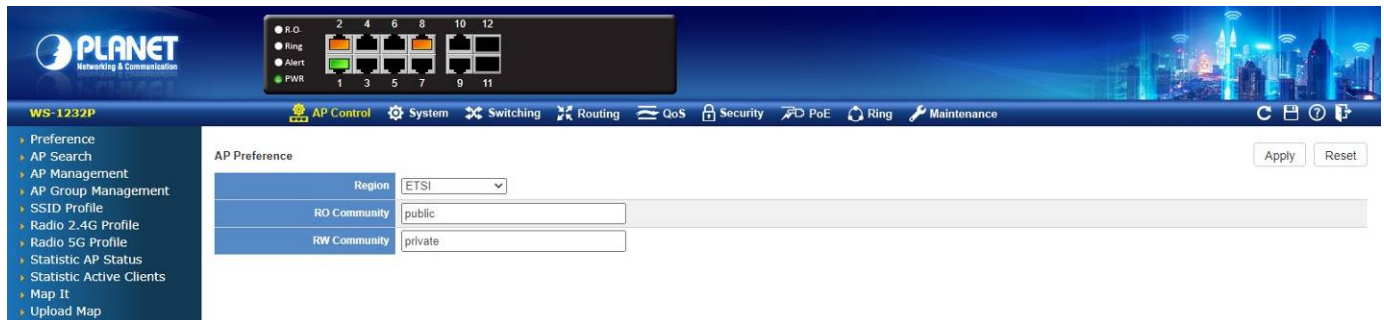 PLANET
Networking & Communication
R.O.
Ring
Alert
PWR
2 4 6 8 10 12
1 3 5 7 9 11
WS-1232P
AP Control System Switching Routing QoS Security PoE Ring Maintenance
Preference
AP Search
AP Management
AP Group Management
SSID Profile
Radio 2.4G Profile
Radio 5G Profile
Statistic AP Status
Statistic Active Clients
Map It
Upload Map
AP Preference
Apply Reset
Region ETSI
RO Community public
RW Community private